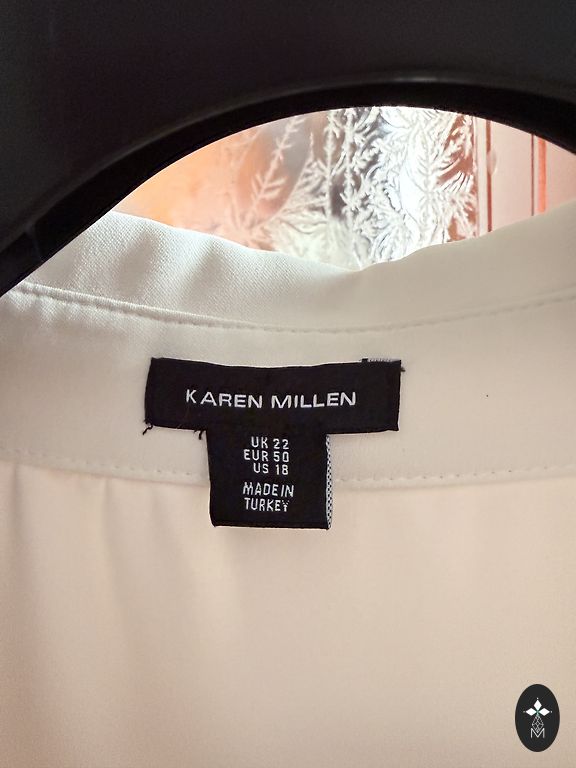 KAREN MILLEN
UK 22
EUR 50
US 18
MADE IN
TURKEY
M